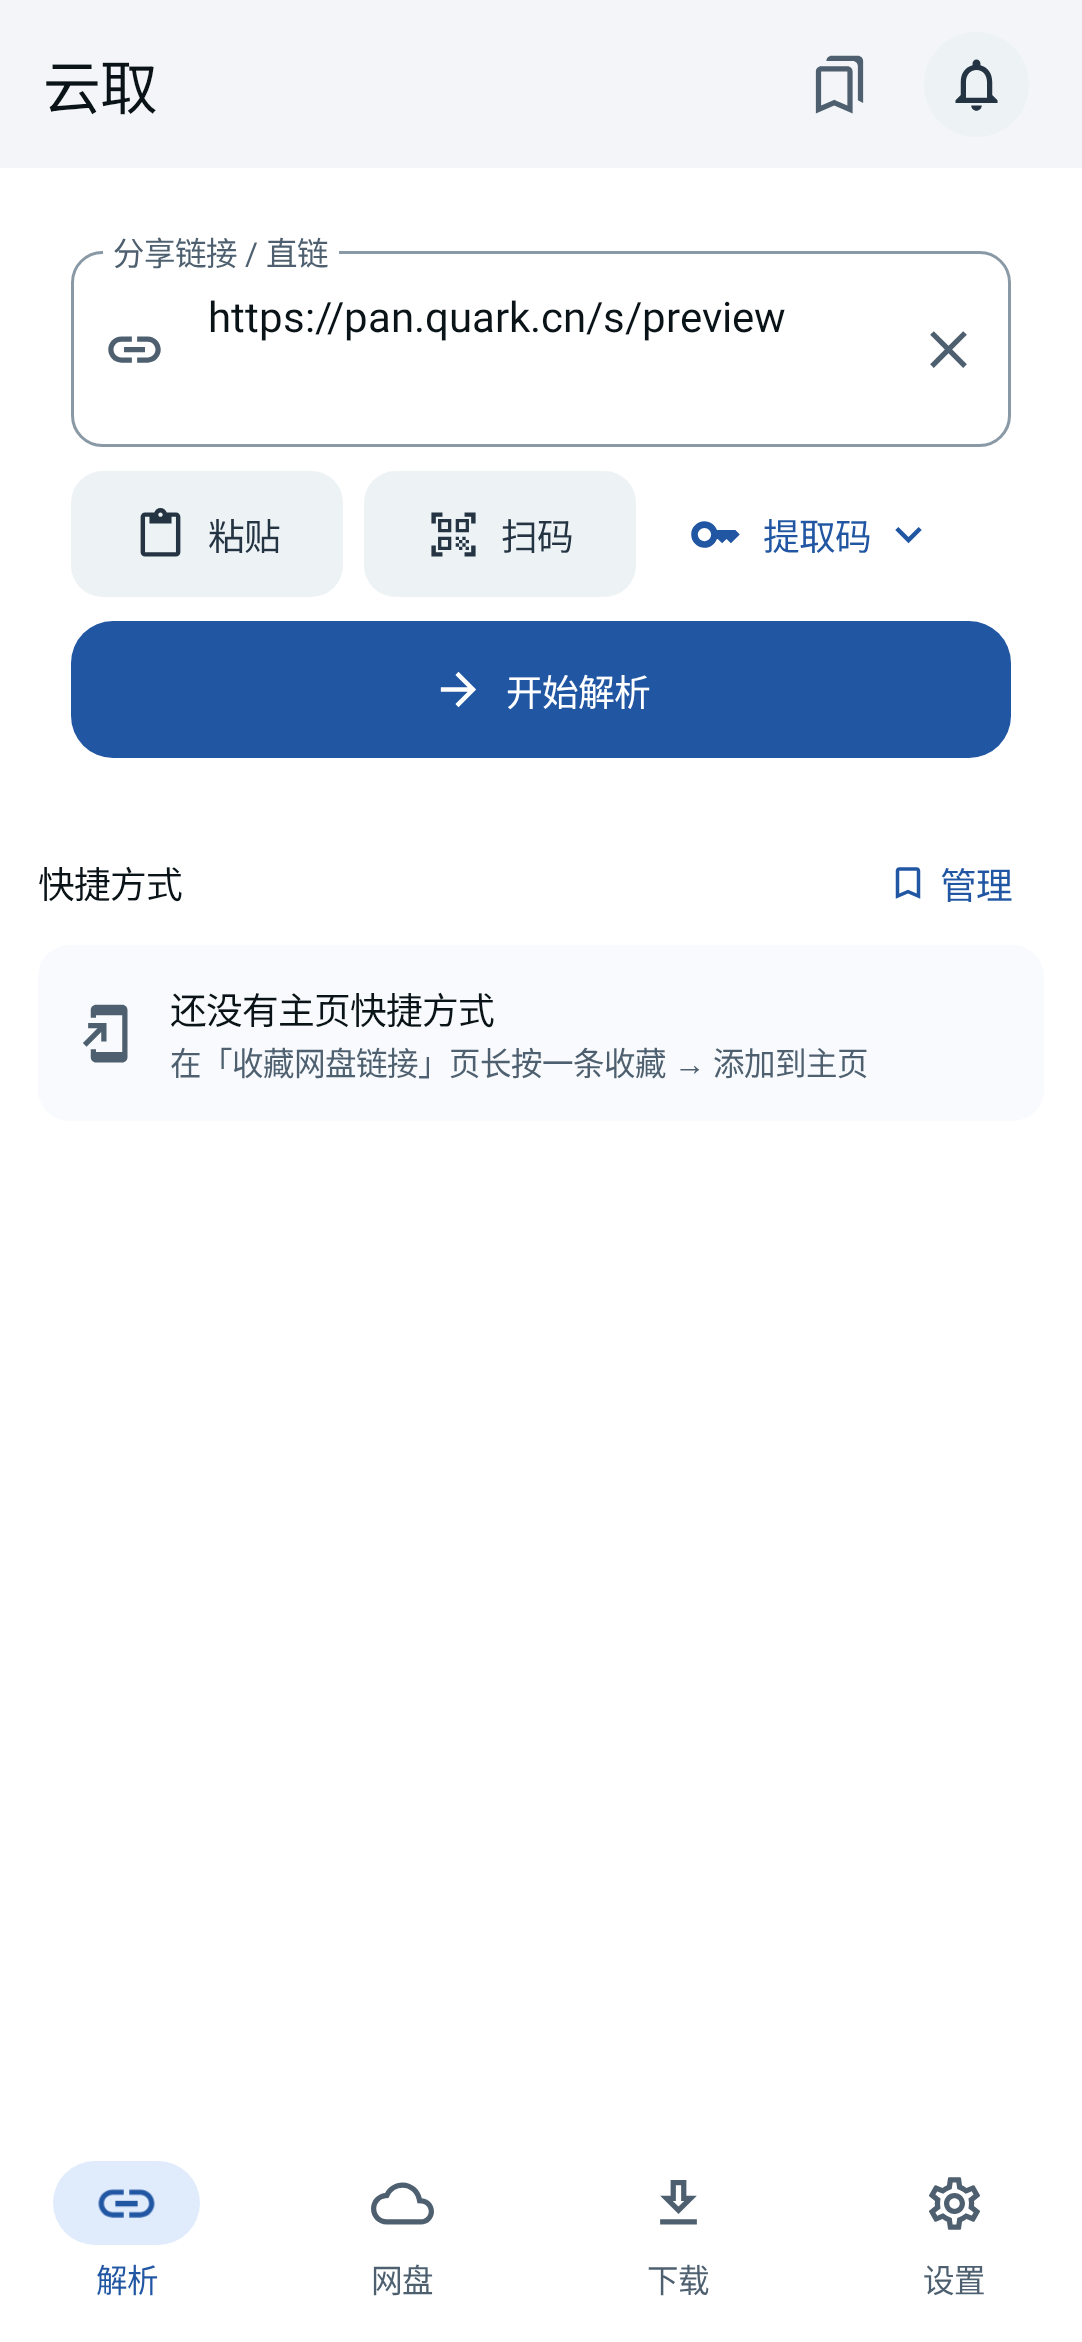 云取
分享链接 / 直链
https://pan.quark.cn/s/preview
粘贴
扫码
提取码
开始解析
快捷方式
管理
还没有主页快捷方式
在「收藏网盘链接」页长按一条收藏 → 添加到主页
解析
网盘
下载
设置